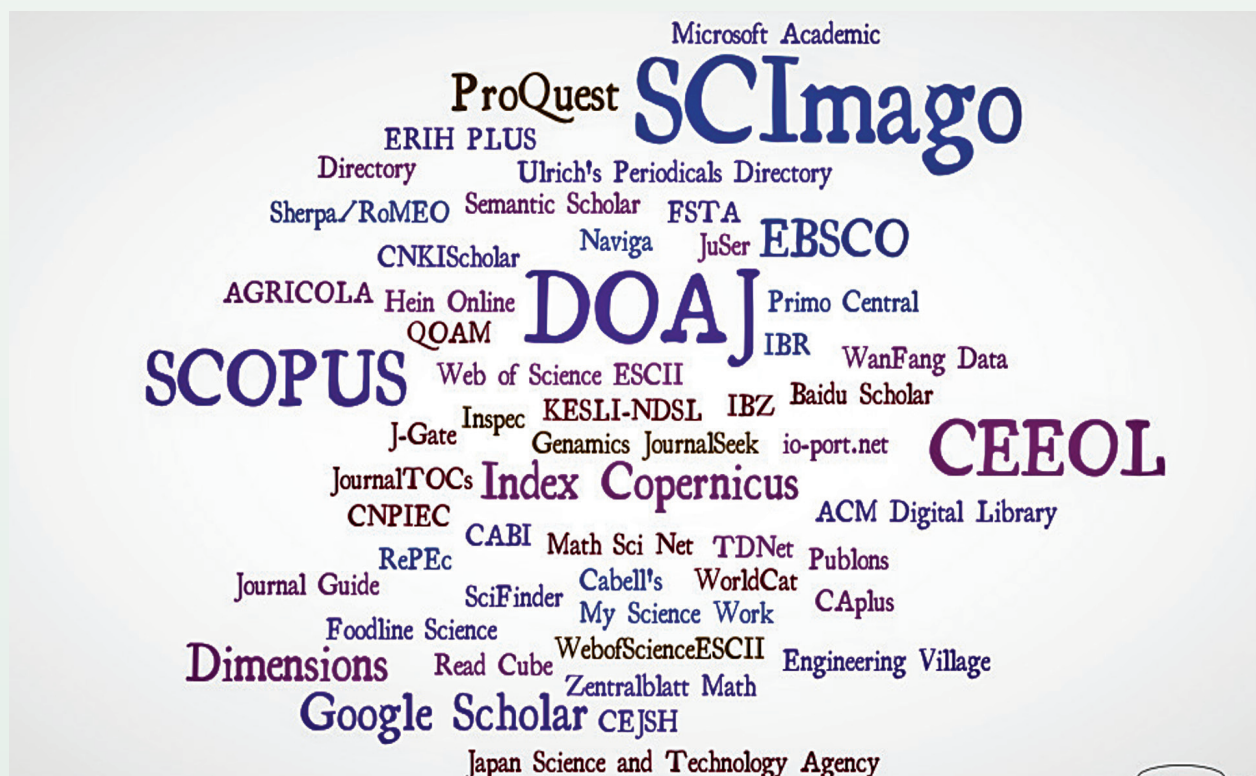 Microsoft Academic
ProQuest SCImago
ERIH PLUS
Directory Ulrich's Periodicals Directory
Sherpa/RoMEO Semantic Scholar FSTA
Naviga JuSer EBSCO
CNKIScholar
AGRICOLA Hein Online DOAJ Primo Central
QOAM IBR
WanFang Data
SCOPUS Web of Science ESCII
Baidu Scholar
Inspec KESLI-NDSL IBZ
J-Gate Genamics JournalSeek io-port.net CEEOL
JournalTOCs Index Copernicus
CNPIEC ACM Digital Library
CABI Math Sci Net TDNet
RePEc Publons
Journal Guide Cabell's WorldCat
SciFinder CAplus
My Science Work
Foodline Science
WebofScienceESCII
Dimensions Read Cube Engineering Village
Zentralblatt Math
Google Scholar CEJSH
Japan Science and Technology Agency